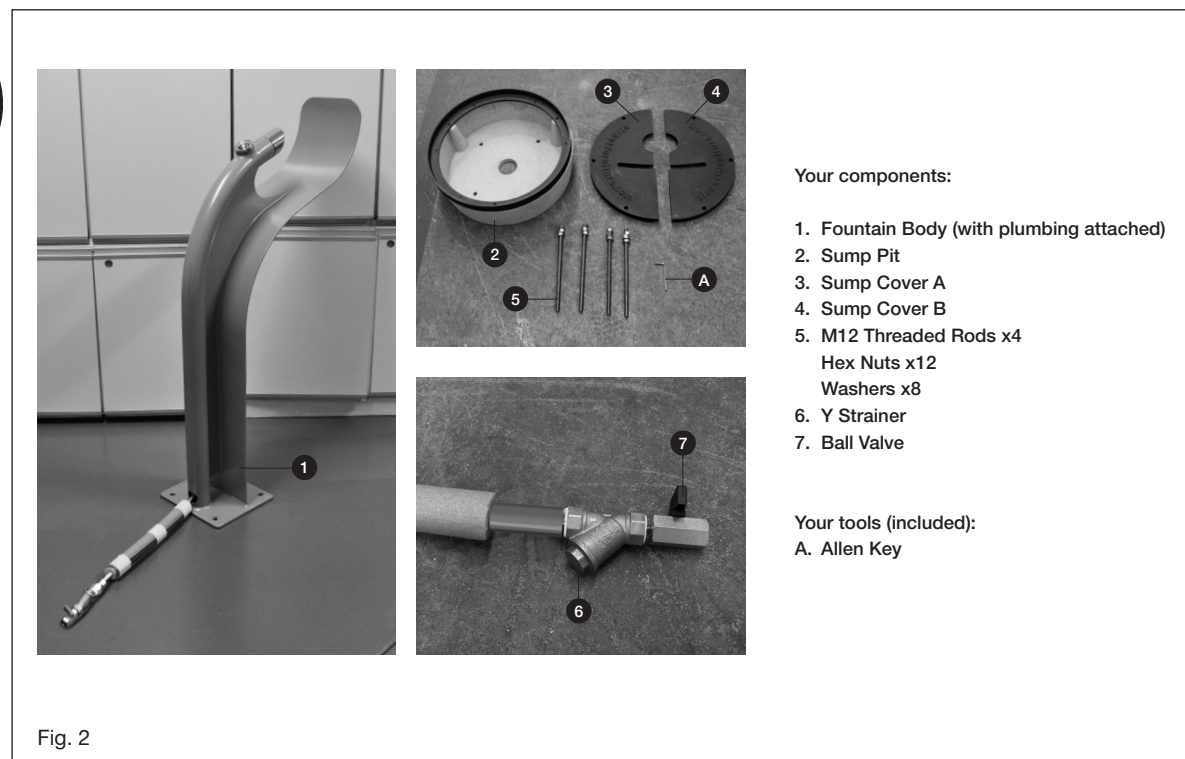 1
3
4
2
5
A
7
6
Your components:
1. Fountain Body (with plumbing attached)
2. Sump Pit
3. Sump Cover A
4. Sump Cover B
5. M12 Threaded Rods x4
Hex Nuts x12
Washers x8
6. Y Strainer
7. Ball Valve
Your tools (included):
A. Allen Key
Fig. 2